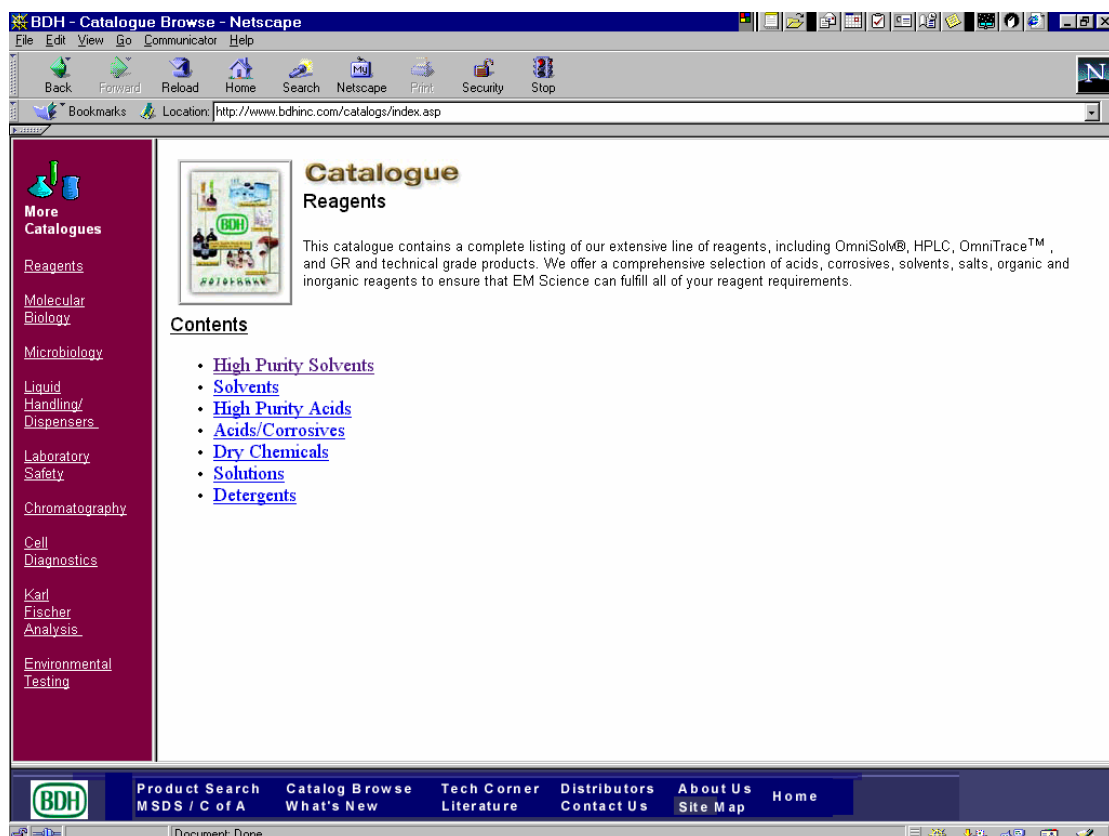 BDH - Catalogue Browse - Netscape
File Edit View Go Communicator Help
Back Forward Reload Home Search Netscape Print Security Stop
My
N
Bookmarks Location: http://www.bdhinc.com/catalogs/index.asp
More
Catalogues
Reagents
Molecular
Biology
Microbiology
Liquid
Handling/
Dispensers
Laboratory
Safety
Chromatography
Cell
Diagnostics
Karl
Fischer
Analysis
Environmental
Testing
BDH
Catalogue
Reagents
This catalogue contains a complete listing of our extensive line of reagents, including OmniSolv®, HPLC, OmniTrace™ ,
and GR and technical grade products. We offer a comprehensive selection of acids, corrosives, solvents, salts, organic and
inorganic reagents to ensure that EM Science can fulfill all of your reagent requirements.
Contents
• High Purity Solvents
• Solvents
• High Purity Acids
• Acids/Corrosives
• Dry Chemicals
• Solutions
• Detergents
BDH
Product Search Catalog Browse Tech Corner Distributors About Us Home
MSDS / C of A What's New Literature Contact Us Site Map
Document: Done